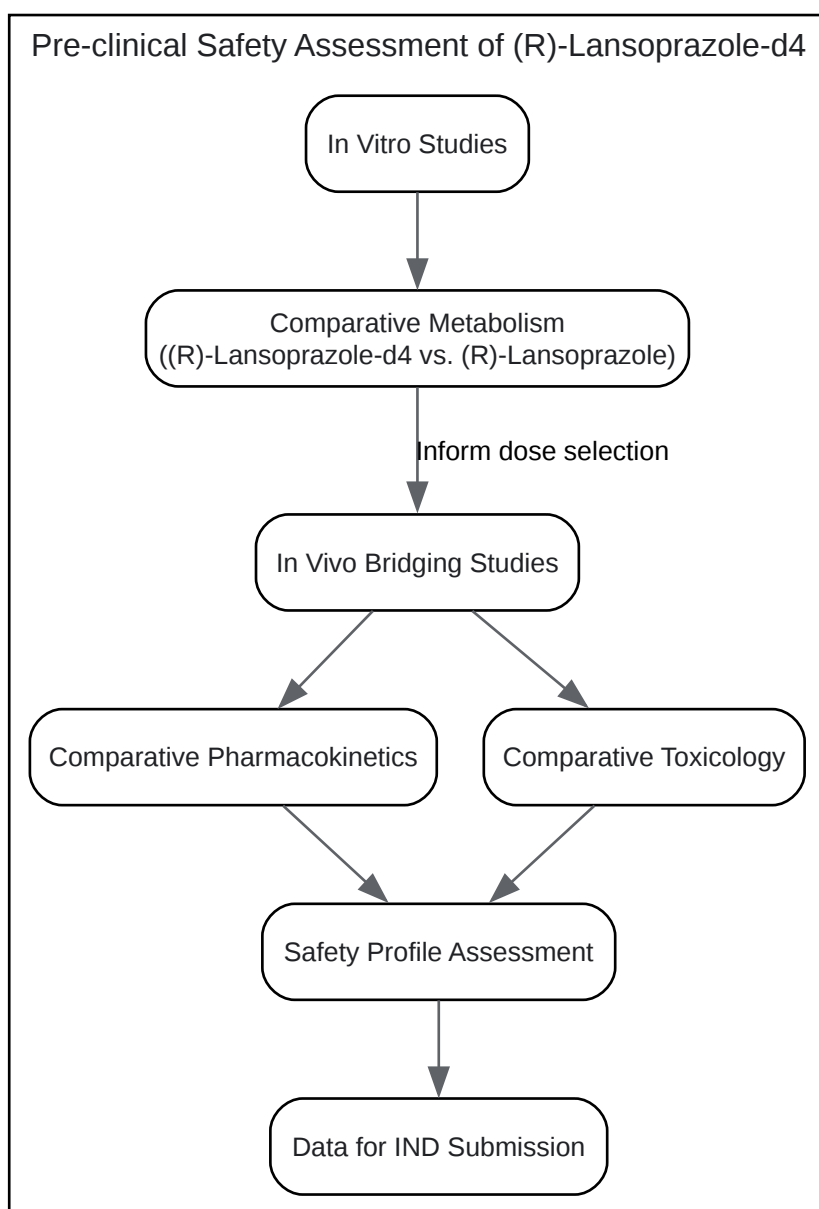 Pre-clinical Safety Assessment of (R)-Lansoprazole-d4
In Vitro Studies
Comparative Metabolism
((R)-Lansoprazole-d4 vs. (R)-Lansoprazole)
Inform dose selection
In Vivo Bridging Studies
Comparative Pharmacokinetics
Comparative Toxicology
Safety Profile Assessment
Data for IND Submission